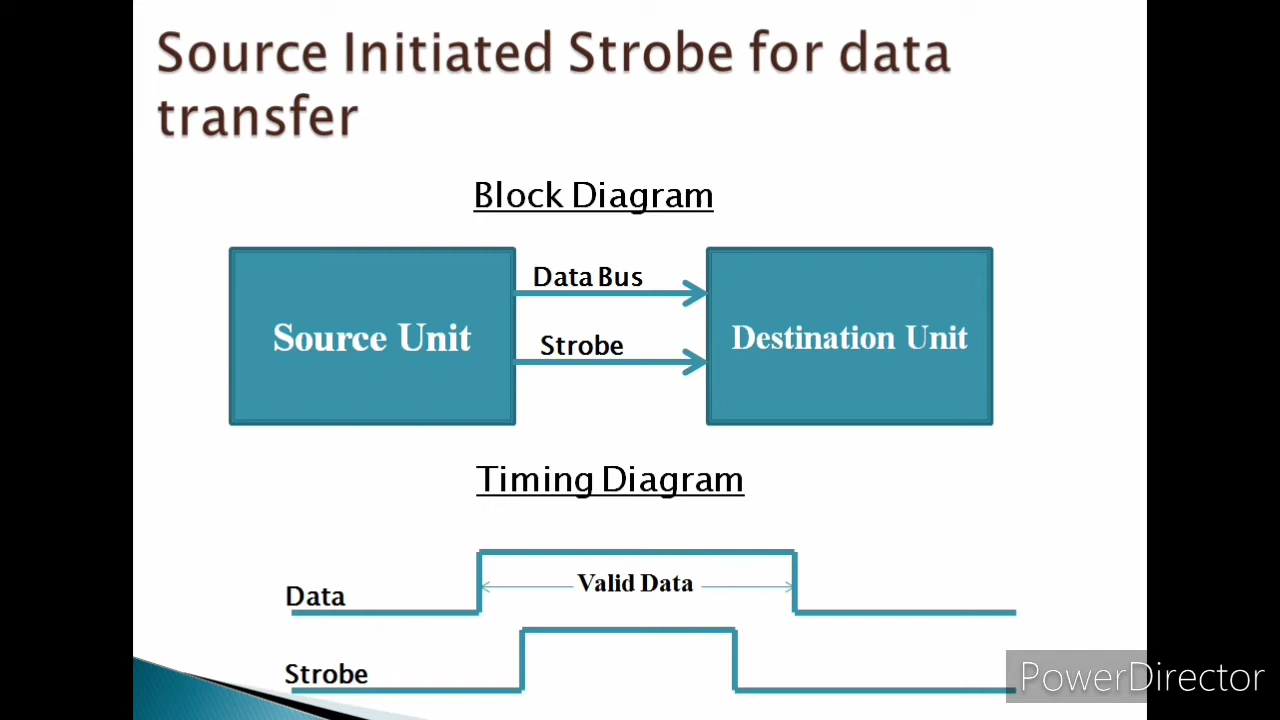 Source Initiated Strobe for data
transfer
Block Diagram
Data Bus
Source Unit
Strobe
Destination Unit
Timing Diagram
Valid Data
Data
Strobe
PowerDirector